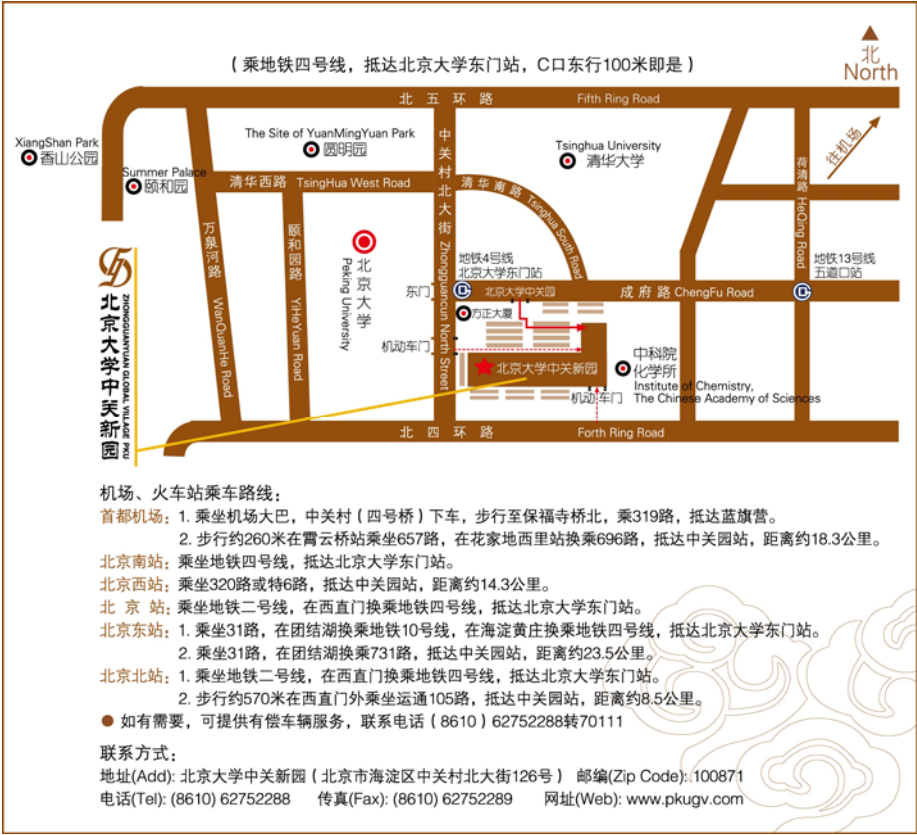 （乘地铁四号线，抵达北京大学东门站，C口东行100米即是）
北
North
北 五 环 路 Fifth Ring Road
往机场
XiangShan Park
香山公园
Summer Palace
颐和园
The Site of YuanMingYuan Park
圆明园
中关村北大街 Zhongguancun North Street
Tsinghua University
清华大学
荷清路 HeQing Road
清华西路 TsingHua West Road
清华南路 Tsinghua South Road
万泉河路 WanQuanHe Road
颐和园路 YiHeYuan Road
北京大学
Peking University
地铁4号线
北京大学东门站
地铁13号线
五道口站
东门
北京大学中关园
成府路 ChengFu Road
方正大厦
机动车门
北京大学中关新园
中科院
化学所
Institute of Chemistry,
The Chinese Academy of Sciences
机动车门
北 四 环 路 Forth Ring Road
北京大学中关新园
ZHONGGUANYUAN GLOBAL VILLAGE PKU
机场、火车站乘车路线：
首都机场：1. 乘坐机场大巴，中关村（四号桥）下车，步行至保福寺桥北，乘319路，抵达蓝旗营。
2. 步行约260米在霄云桥站乘坐657路，在花家地西里站换乘696路，抵达中关园站，距离约18.3公里。
北京南站：乘坐地铁四号线，抵达北京大学东门站。
北京西站：乘坐320路或特6路，抵达中关园站，距离约14.3公里。
北 京 站：乘坐地铁二号线，在西直门换乘地铁四号线，抵达北京大学东门站。
北京东站：1. 乘坐31路，在团结湖换乘地铁10号线，在海淀黄庄换乘地铁四号线，抵达北京大学东门站。
2. 乘坐31路，在团结湖换乘731路，抵达中关园站，距离约23.5公里。
北京北站：1. 乘坐地铁二号线，在西直门换乘地铁四号线，抵达北京大学东门站。
2. 步行约570米在西直门外乘坐运通105路，抵达中关园站，距离约8.5公里。
● 如有需要，可提供有偿车辆服务，联系电话（8610）62752288转70111
联系方式：
地址(Add): 北京大学中关新园（北京市海淀区中关村北大街126号） 邮编(Zip Code): 100871
电话(Tel): (8610) 62752288 传真(Fax): (8610) 62752289 网址(Web): www.pkugv.com